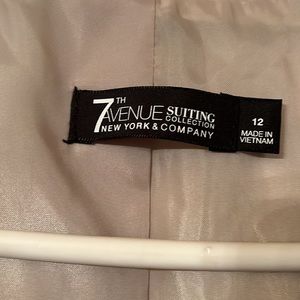 7TH AVENUE SUITING
COLLECTION
NEW YORK & COMPANY
12
MADE IN
VIETNAM